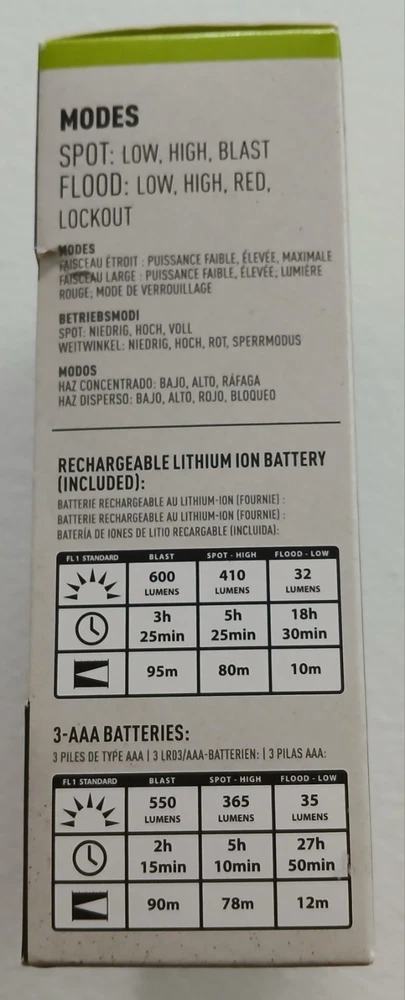 MODES
SPOT: LOW, HIGH, BLAST
FLOOD: LOW, HIGH, RED,
LOCKOUT
MODES
FAISCEAU ÉTROIT : PUISSANCE FAIBLE, ÉLEVÉE, MAXIMALE
FAISCEAU LARGE : PUISSANCE FAIBLE, ÉLEVÉE; LUMIÈRE
ROUGE; MODE DE VERROUILLAGE
BETRIEBSMODI
SPOT: NIEDRIG, HOCH, VOLL
WEITWINKEL: NIEDRIG, HOCH, ROT, SPERRMODUS
MODOS
HAZ CONCENTRADO: BAJO, ALTO, RÁFAGA
HAZ DISPERSO: BAJO, ALTO, ROJO, BLOQUEO
RECHARGEABLE LITHIUM ION BATTERY
(INCLUDED):
BATTERIE RECHARGEABLE AU LITHIUM-ION (FOURNIE) :
BATTERIE RECHARGEABLE AU LITHIUM-ION (FOURNIE) :
BATERÍA DE IONES DE LITIO RECARGABLE (INCLUIDA):
FL 1 STANDARD BLAST SPOT - HIGH FLOOD - LOW
600 410 32
LUMENS LUMENS LUMENS
3h 5h 18h
25min 25min 30min
95m 80m 10m
3-AAA BATTERIES:
3 PILES DE TYPE AAA | 3 LR03/AAA-BATTERIEN: | 3 PILAS AAA:
FL 1 STANDARD BLAST SPOT - HIGH FLOOD - LOW
550 365 35
LUMENS LUMENS LUMENS
2h 5h 27h
15min 10min 50min
90m 78m 12m